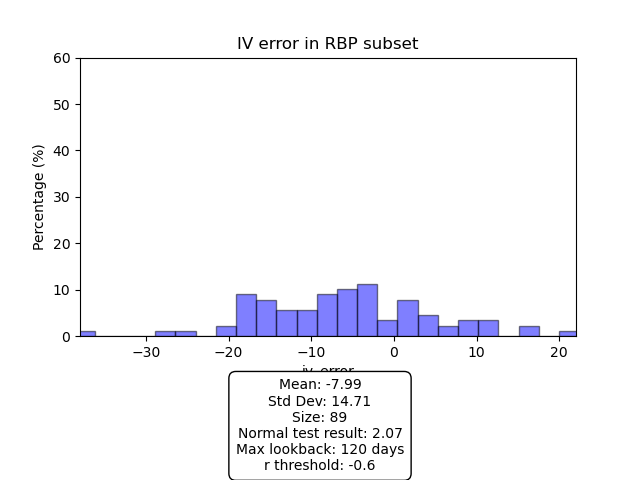 IV error in RBP subset
60
50
40
30
20
10
0
Percentage (%)
−30
−20
−10
0
10
20
iv_error
Mean: -7.99
Std Dev: 14.71
Size: 89
Normal test result: 2.07
Max lookback: 120 days
r threshold: -0.6